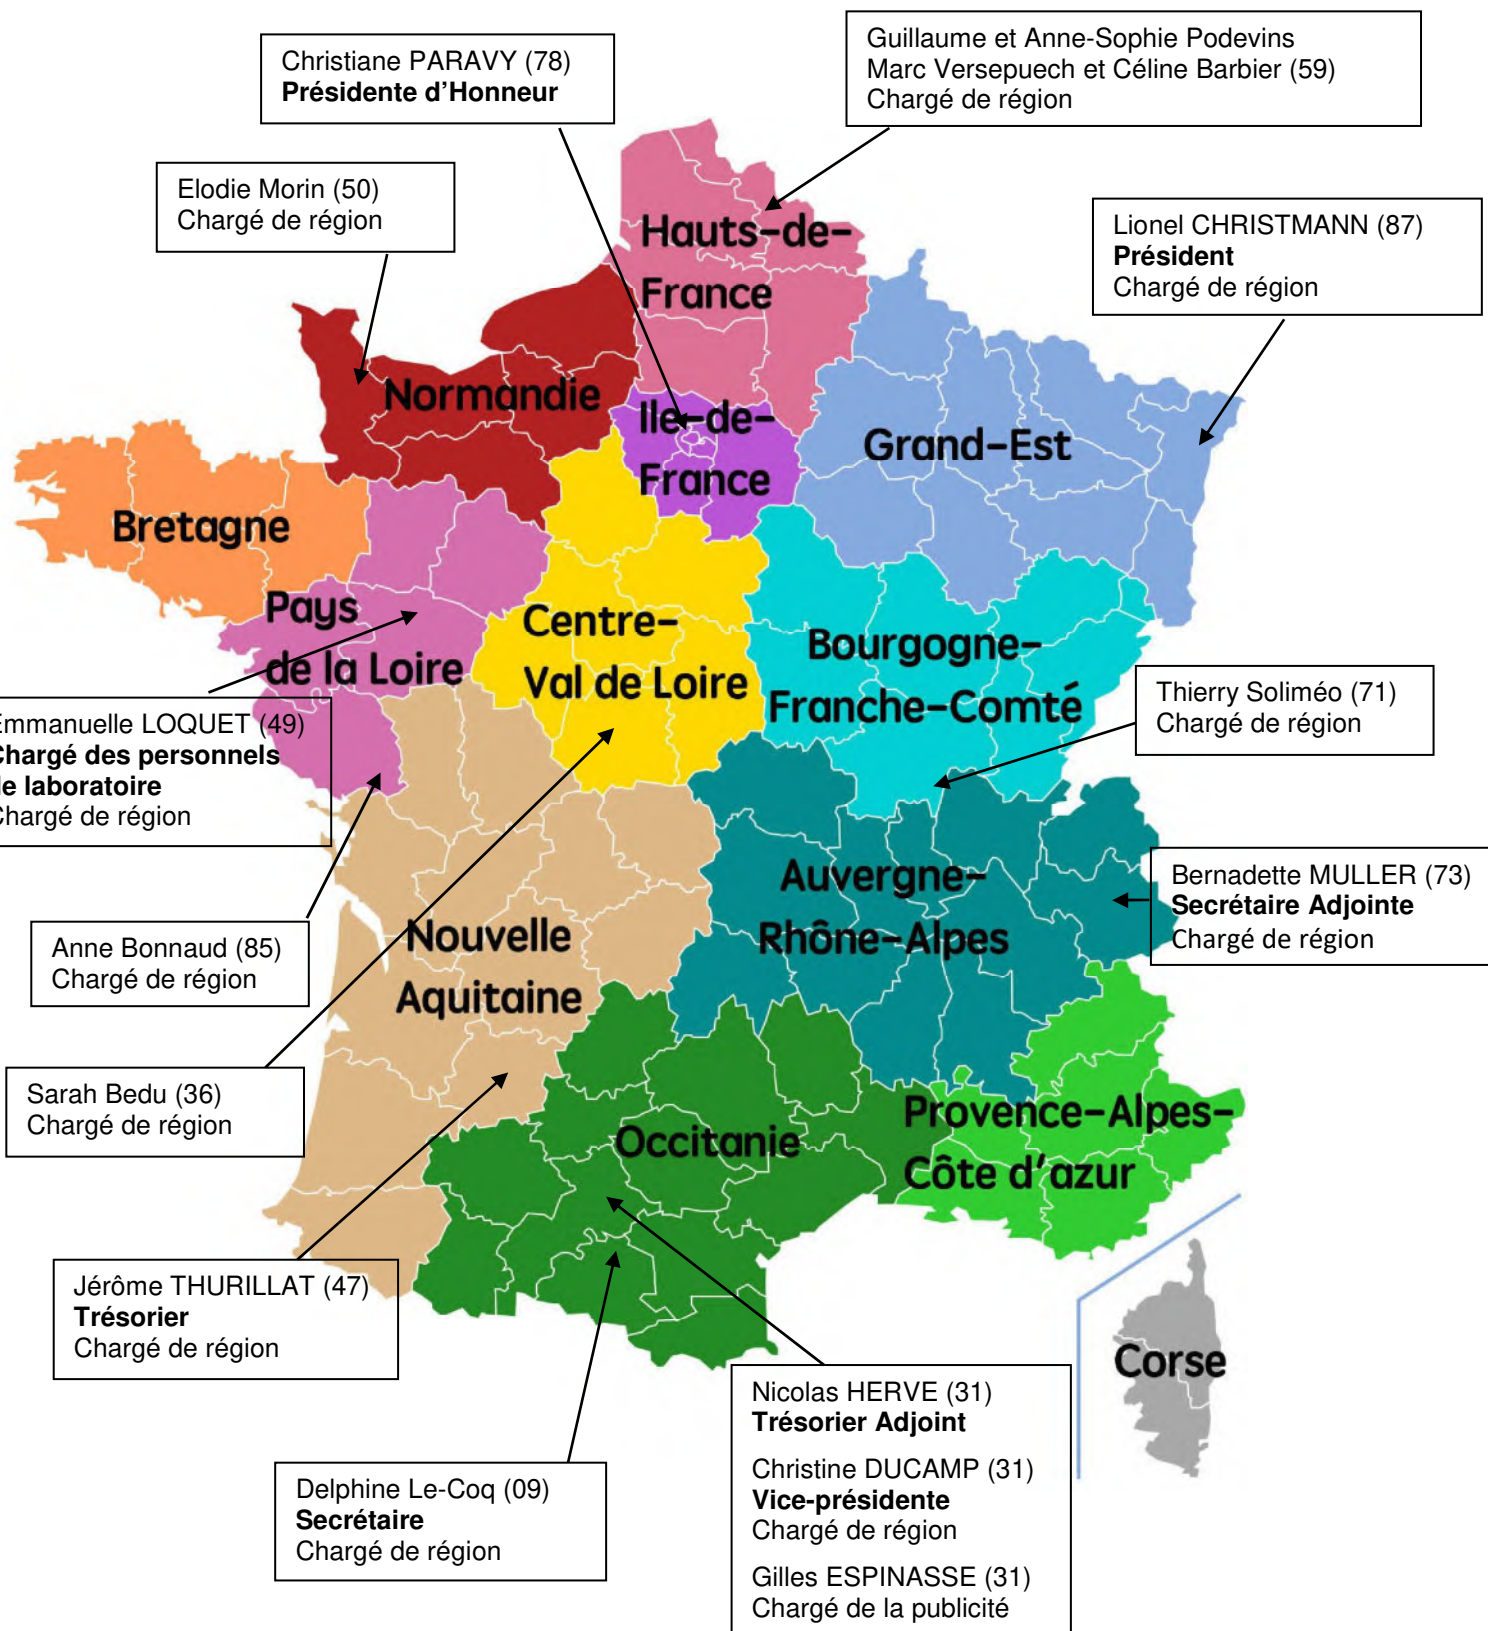 Christiane PARAVY (78)
Présidente d'Honneur
Guillaume et Anne-Sophie Podevins
Marc Versepuech et Céline Barbier (59)
Chargé de région
Elodie Morin (50)
Chargé de région
Lionel CHRISTMANN (87)
Président
Chargé de région
Hauts-de-
France
Normandie
Ile-de-
France
Grand-Est
Bretagne
Pays
de la Loire
Centre-
Val de Loire
Bourgogne-
Franche-Comté
Thierry Soliméo (71)
Chargé de région
Emmanuelle LOQUET (49)
Chargé des personnels
de laboratoire
Chargé de région
Auvergne-
Rhône-Alpes
Bernadette MULLER (73)
Secrétaire Adjointe
Chargé de région
Anne Bonnaud (85)
Chargé de région
Nouvelle
Aquitaine
Sarah Bedu (36)
Chargé de région
Occitanie
Provence-Alpes-
Côte d'azur
Jérôme THURILLAT (47)
Trésorier
Chargé de région
Corse
Nicolas HERVE (31)
Trésorier Adjoint
Christine DUCAMP (31)
Vice-présidente
Chargé de région
Gilles ESPINASSE (31)
Chargé de la publicité
Delphine Le-Coq (09)
Secrétaire
Chargé de région